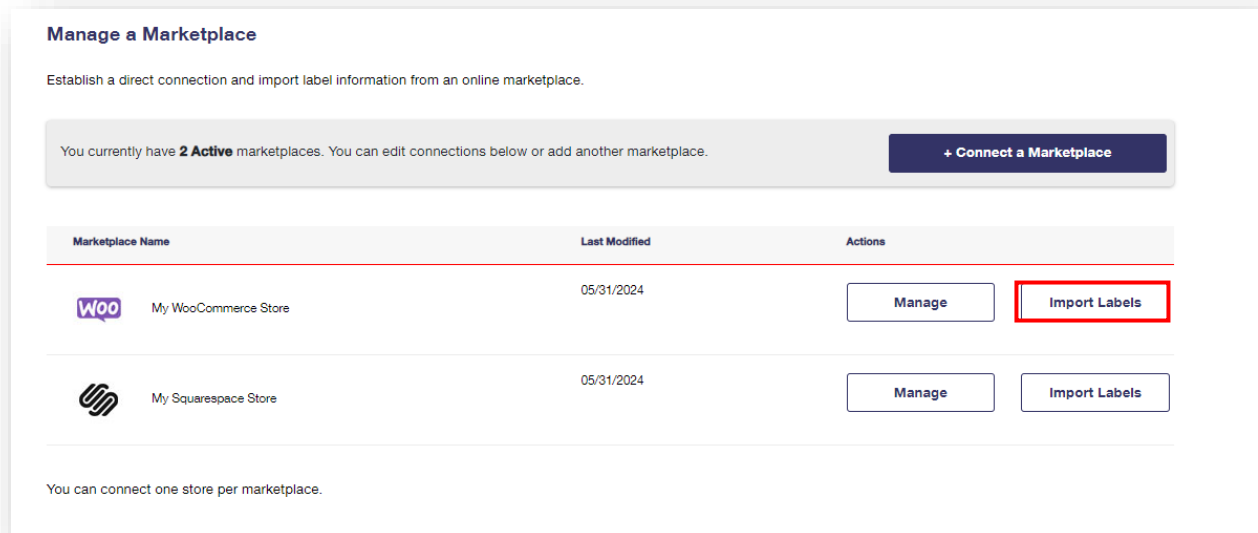 Manage a Marketplace
Establish a direct connection and import label information from an online marketplace.
You currently have 2 Active marketplaces. You can edit connections below or add another marketplace.
+ Connect a Marketplace
Marketplace Name Last Modified Actions
Woo My WooCommerce Store 05/31/2024 Manage Import Labels
My Squarespace Store 05/31/2024 Manage Import Labels
You can connect one store per marketplace.